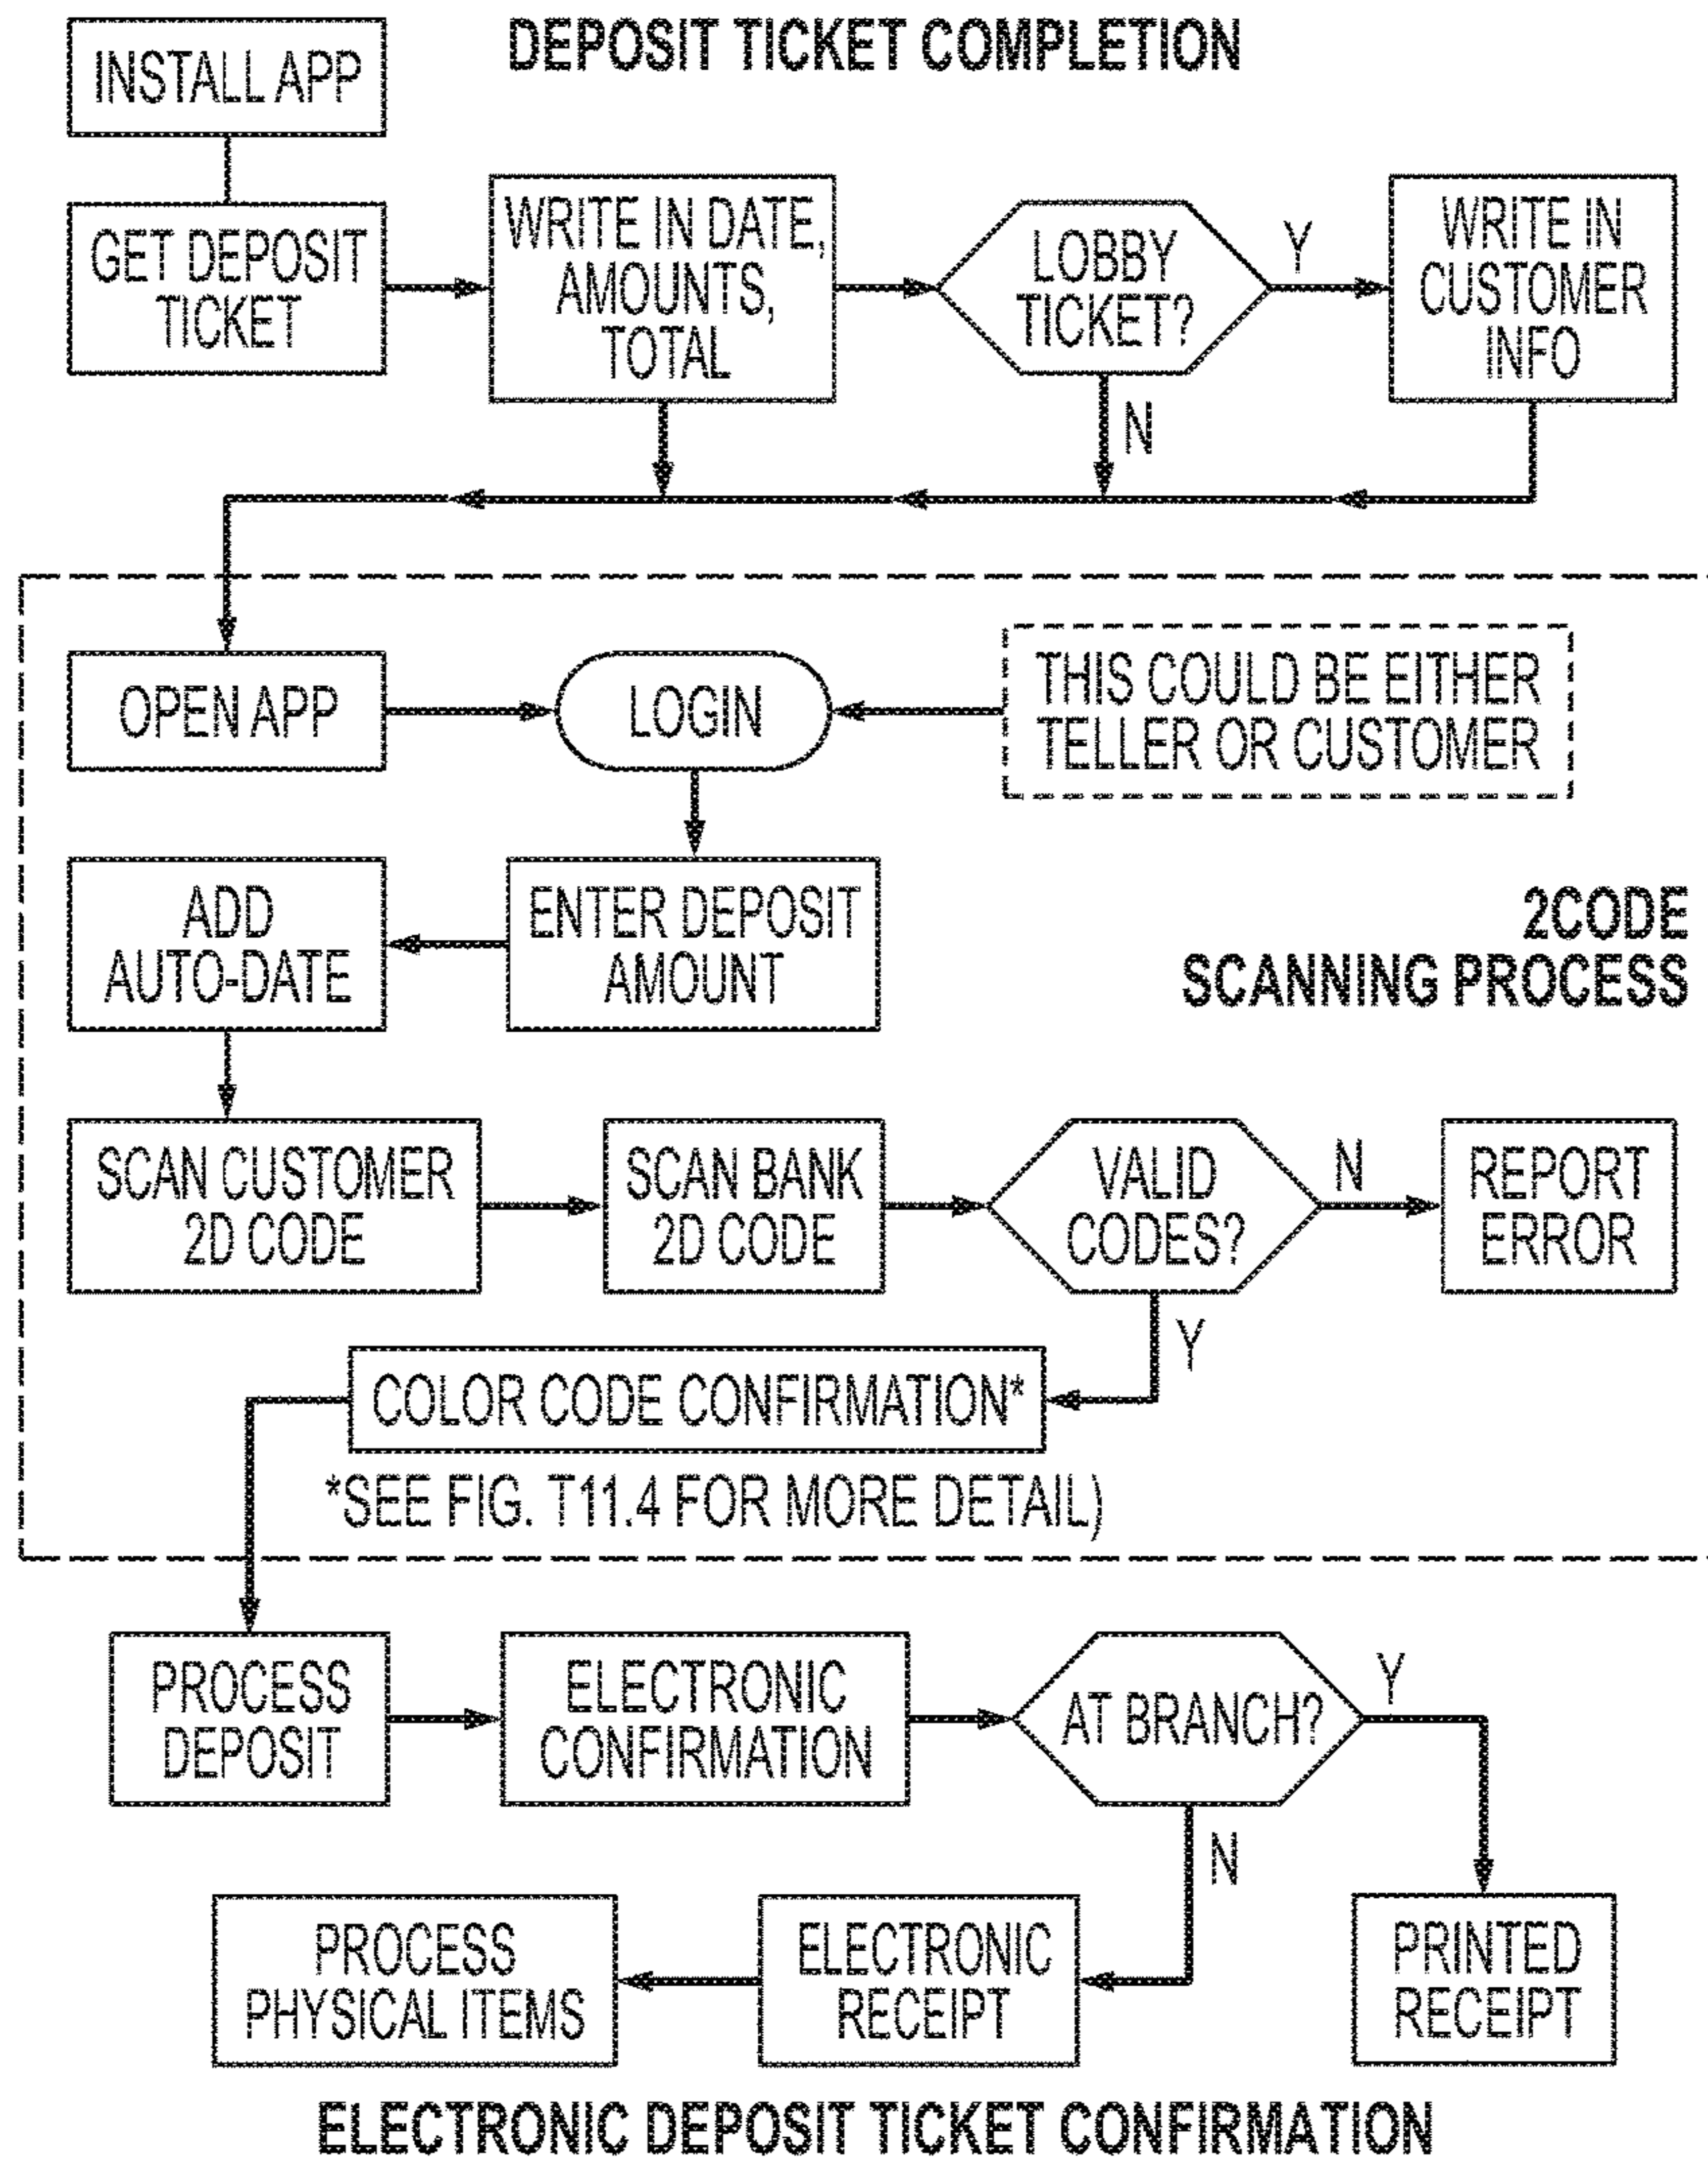 DEPOSIT TICKET COMPLETION
INSTALL APP
GET DEPOSIT
TICKET
WRITE IN DATE,
AMOUNTS,
TOTAL
LOBBY
TICKET?
Y
N
WRITE IN
CUSTOMER
INFO
OPEN APP
LOGIN
THIS COULD BE EITHER
TELLER OR CUSTOMER
ADD
AUTO-DATE
ENTER DEPOSIT
AMOUNT
2CODE
SCANNING PROCESS
SCAN CUSTOMER
2D CODE
SCAN BANK
2D CODE
VALID
CODES?
N
Y
REPORT
ERROR
COLOR CODE CONFIRMATION*
*SEE FIG. T11.4 FOR MORE DETAIL)
PROCESS
DEPOSIT
ELECTRONIC
CONFIRMATION
AT BRANCH?
Y
N
PROCESS
PHYSICAL ITEMS
ELECTRONIC
RECEIPT
PRINTED
RECEIPT
ELECTRONIC DEPOSIT TICKET CONFIRMATION